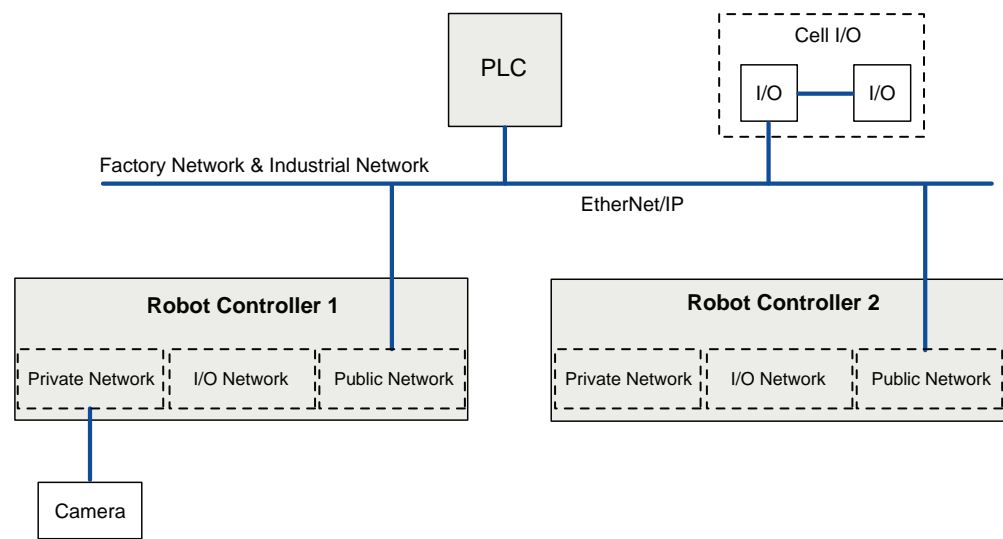 PLC
Cell I/O
I/O
I/O
Factory Network & Industrial Network
EtherNet/IP
Robot Controller 1
Private Network
I/O Network
Public Network
Robot Controller 2
Private Network
I/O Network
Public Network
Camera